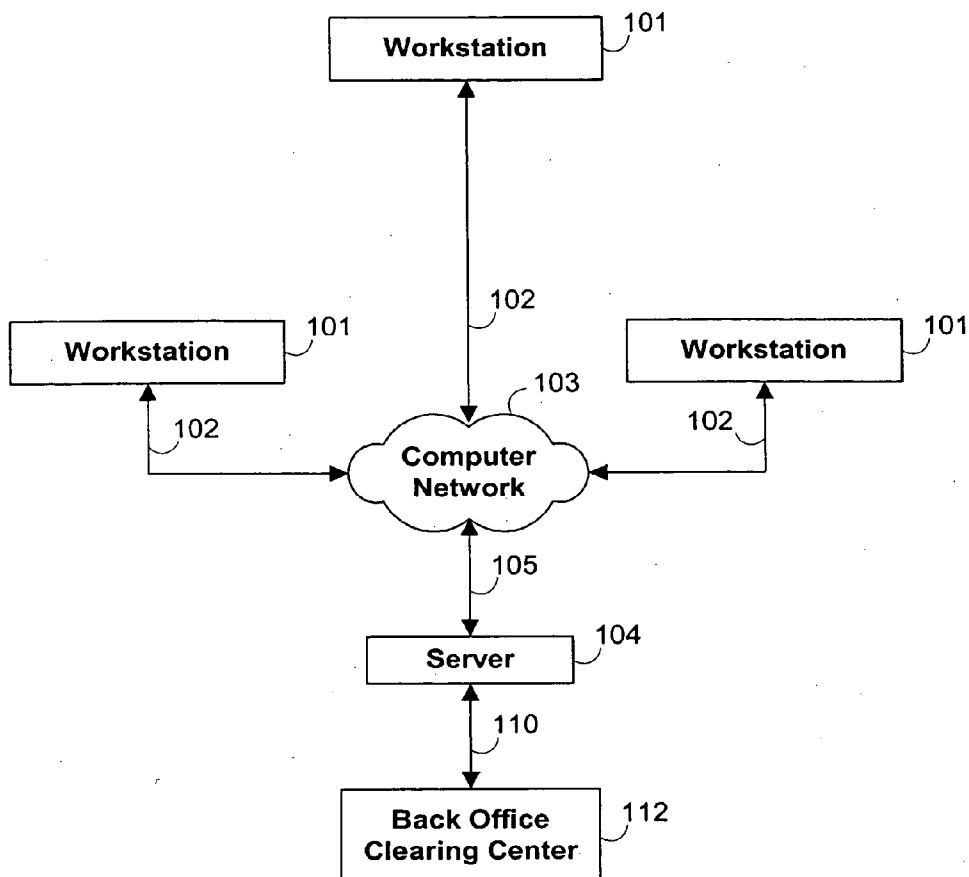 Workstation
101
102
Workstation
101
Workstation
101
102
103
102
Computer
Network
105
Server
104
110
Back Office
Clearing Center
112